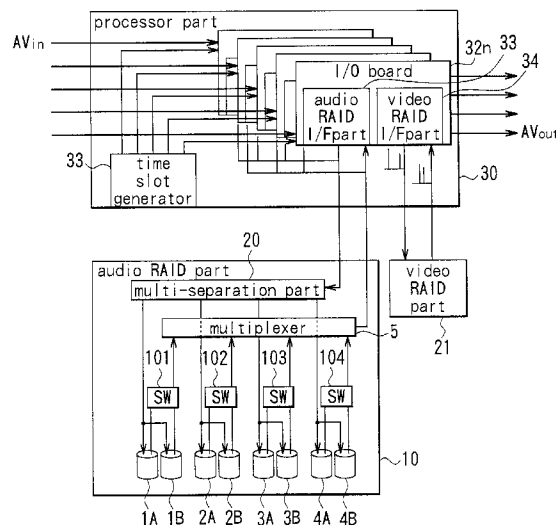 processor part
AVin
32n
33
34
I/O board
audio RAID I/Fpart
video RAID I/Fpart
AVout
33
time slot generator
30
20
audio RAID part
multi-separation part
video RAID part
multiplexer
5
21
101
102
103
104
SW
SW
SW
SW
10
1A
1B
2A
2B
3A
3B
4A
4B